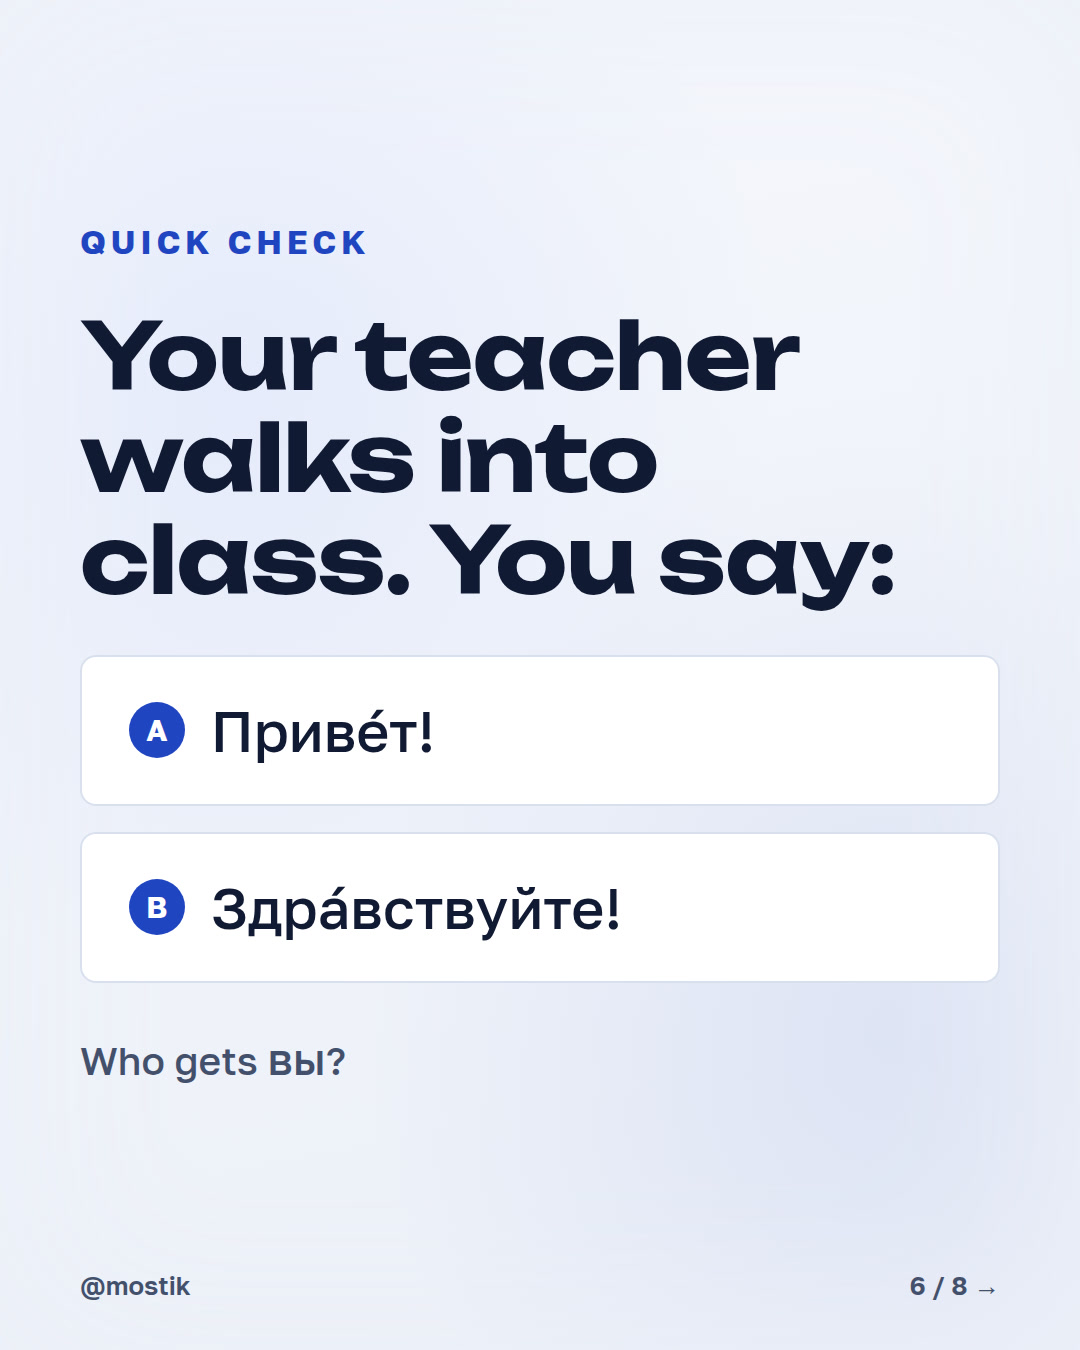 QUICK CHECK
Your teacher
walks into
class. You say:
A Приве́т!
B Здра́вствуйте!
Who gets вы?
@mostik
6 / 8 →